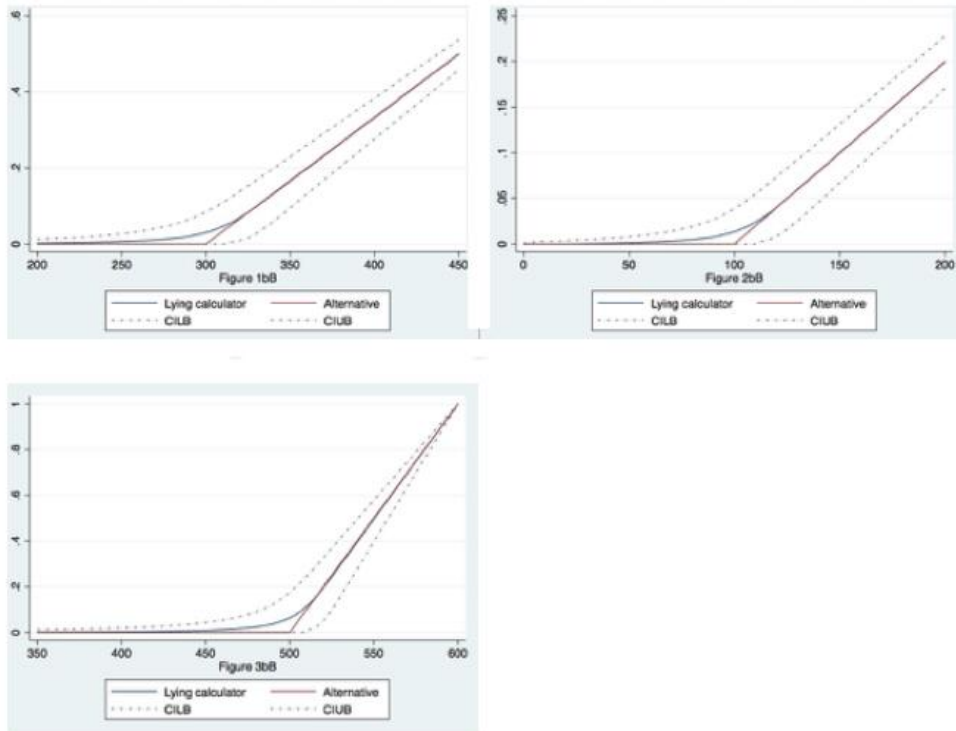 .6
.4
.2
0
200 250 300 350 400 450
Figure 1bB
Lying calculator Alternative
CILB CIUB
.25
.2
.15
.1
.05
0
0 50 100 150 200
Figure 2bB
Lying calculator Alternative
CILB CIUB
1
.8
.6
.4
.2
0
350 400 450 500 550 600
Figure 3bB
Lying calculator Alternative
CILB CIUB